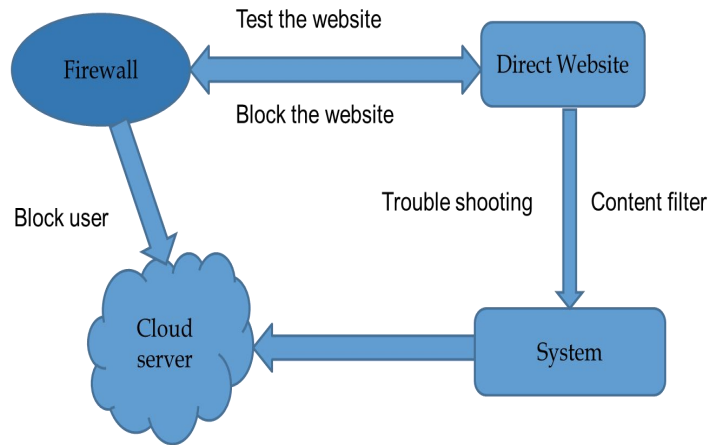 Test the website
Firewall
Direct Website
Block the website
Trouble shooting
Content filter
Block user
Cloud
server
System